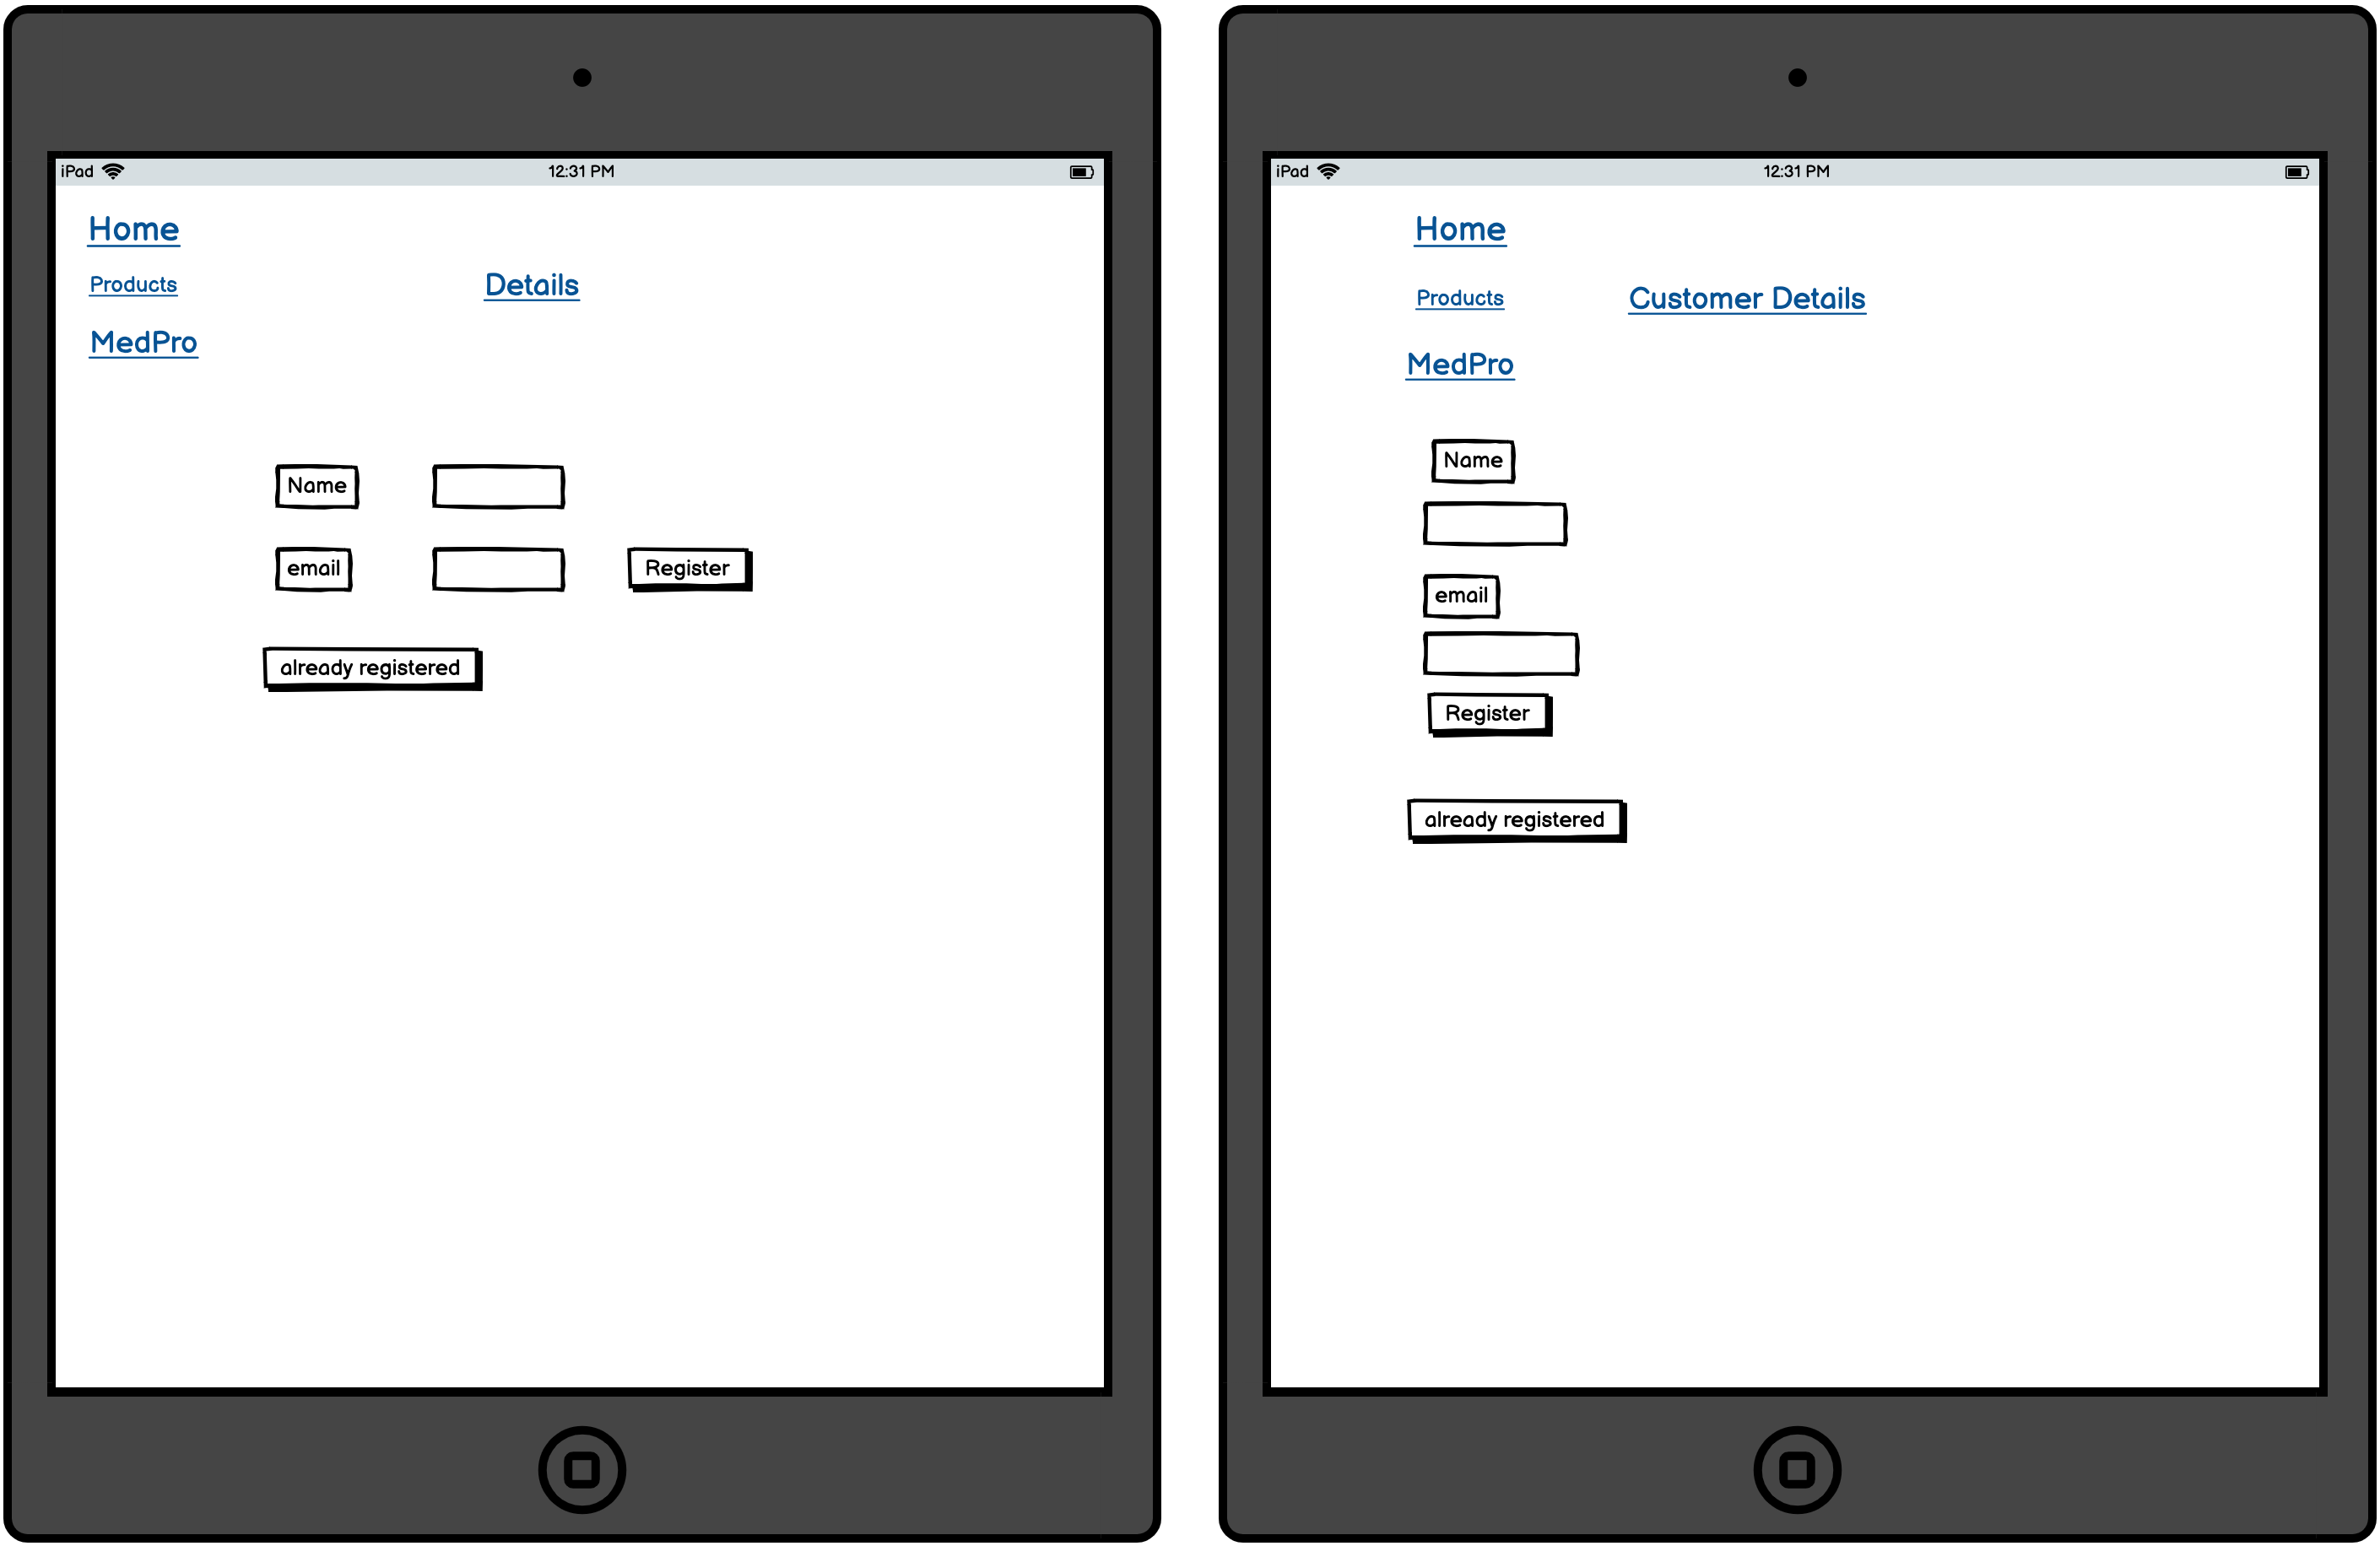 iPad 12:31 PM
Home
Products Details
MedPro
Name
email Register
already registered
iPad 12:31 PM
Home
Products Customer Details
MedPro
Name
email
Register
already registered